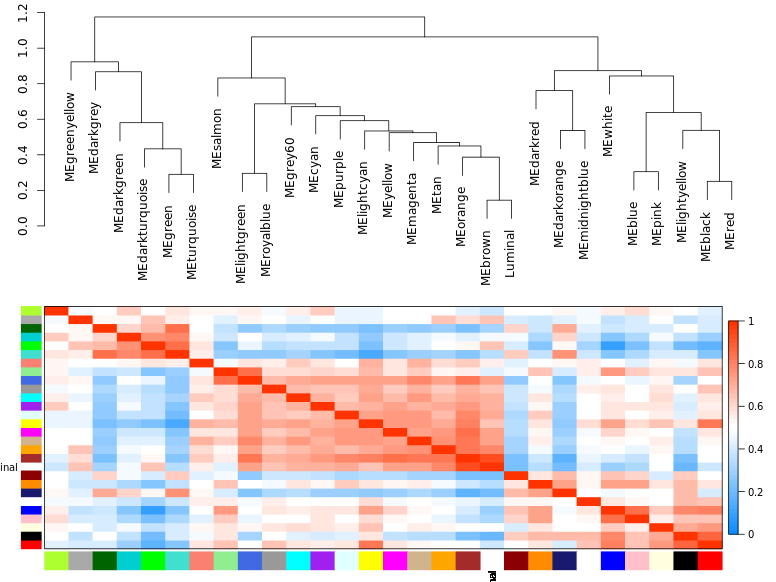 1.2
1.0
0.8
0.6
0.4
0.2
0.0
MEgreenyellow
MEdarkgrey
MEdarkgreen
MEdarkturquoise
MEgreen
MEturquoise
MEsalmon
MElightgreen
MEroyalblue
MEgrey60
MEcyan
MEpurple
MElightcyan
MEyellow
MEmagenta
MEtan
MEorange
MEbrown
Luminal
MEdarkred
MEdarkorange
MEmidnightblue
MEwhite
MEblue
MEpink
MElightyellow
MEblack
MEred
inal
1
0.8
0.6
0.4
0.2
0